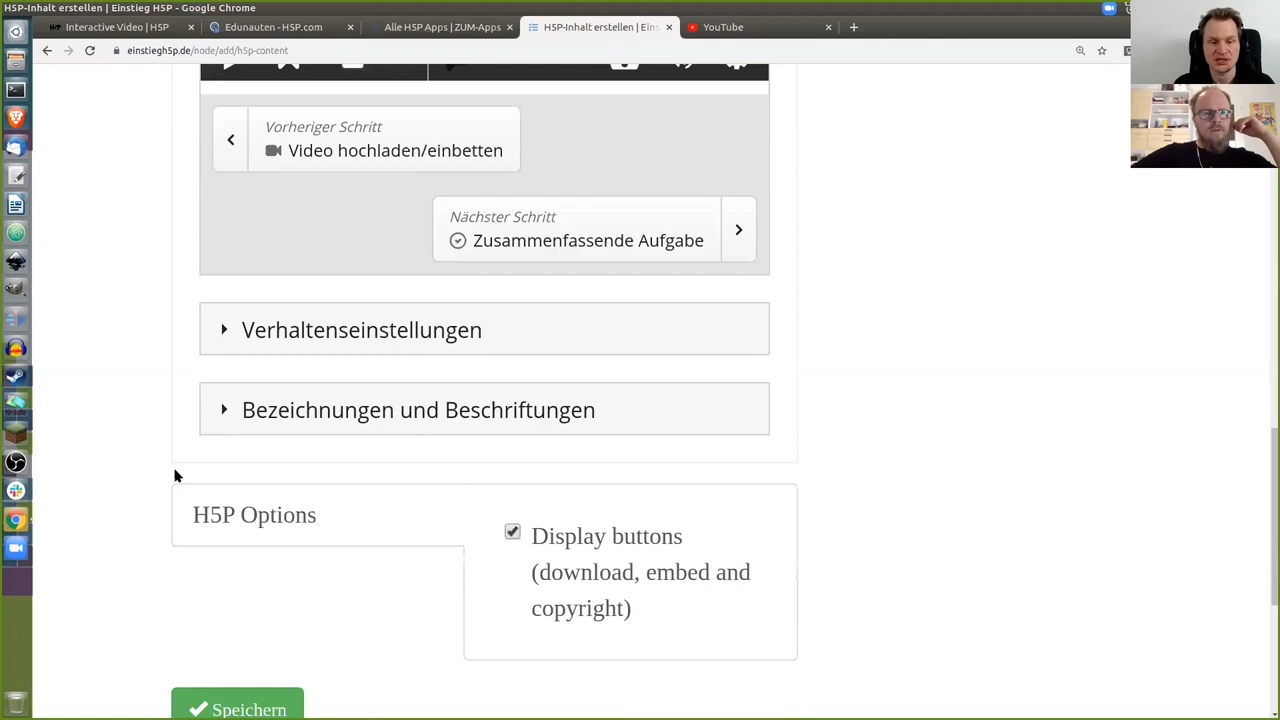 H5P-Inhalt erstellen | Einstieg H5P - Google Chrome
Interactive Video | H5P
Edunauten - H5P.com
Alle H5P Apps | ZUM-Apps
H5P-Inhalt erstellen | Eins
YouTube
einstiegh5p.de/node/add/h5p-content
Vorheriger Schritt
Video hochladen/einbetten
Nächster Schritt
Zusammenfassende Aufgabe
Verhaltenseinstellungen
Bezeichnungen und Beschriftungen
H5P Options
Display buttons
(download, embed and
copyright)
Speichern